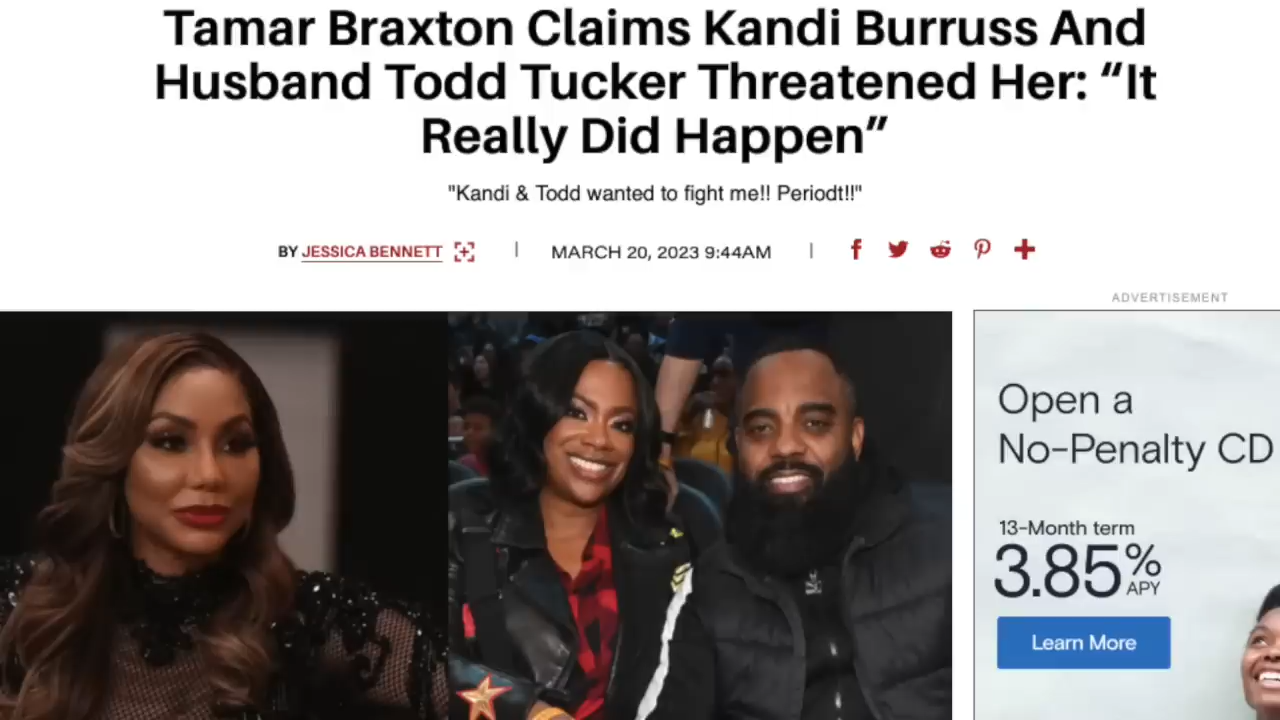 Tamar Braxton Claims Kandi Burruss And
Husband Todd Tucker Threatened Her: “It
Really Did Happen”
"Kandi & Todd wanted to fight me!! Periodt!!"
BY JESSICA BENNETT | MARCH 20, 2023 9:44AM |
ADVERTISEMENT
Open a
No-Penalty CD
13-Month term
3.85% APY
Learn More